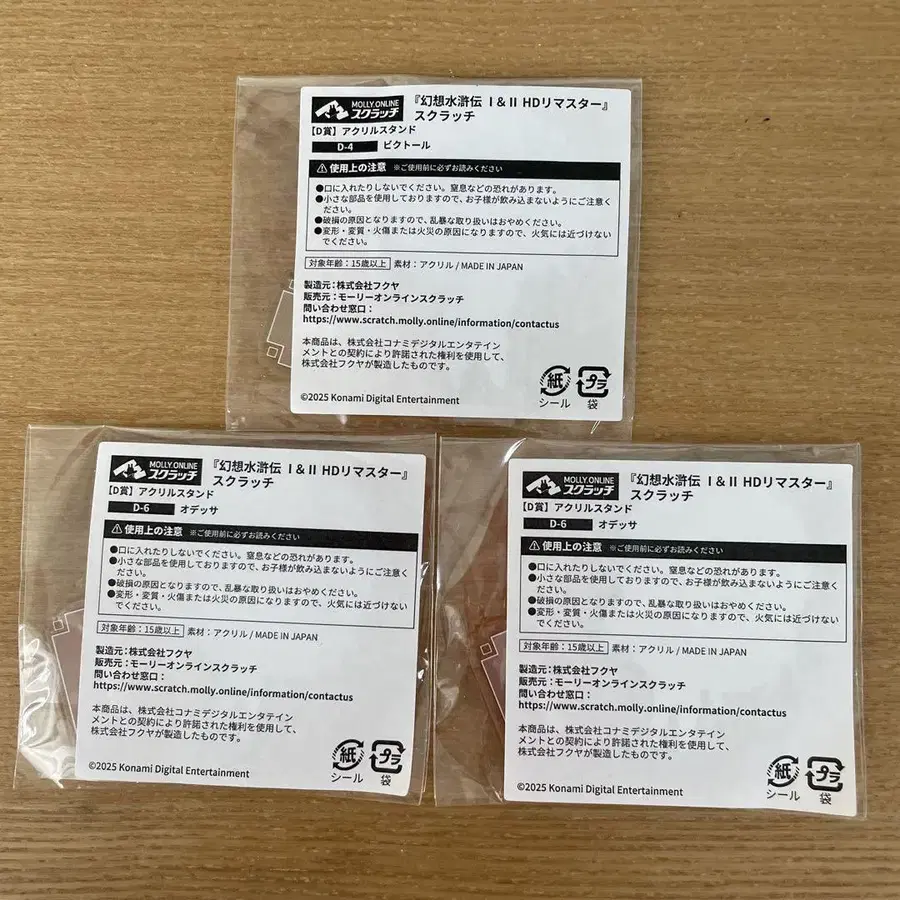 MOLLY.ONLINE
スクラッチ
『幻想水滸伝 I&II HDリマスター』
スクラッチ
【D賞】アクリルスタンド
D-4 ビクトール
⚠使用上の注意 ※ご使用前に必ずお読みください
●口に入れたりしないでください。窒息などの恐れがあります。
●小さな部品を使用しておりますので、お子様が飲み込まないようにご注意く
ださい。
●破損の原因となりますので、乱暴な取り扱いはおやめください。
●変形・変質・火傷または火災の原因になりますので、火気には近づけない
でください。
対象年齢:15歳以上 素材:アクリル / MADE IN JAPAN
製造元:株式会社フクヤ
販売元:モーリーオンラインスクラッチ
問い合わせ窓口:
https://www.scratch.molly.online/information/contactus
本商品は、株式会社コナミデジタルエンタテイン
メントとの契約により許諾された権利を使用して、
株式会社フクヤが製造したものです。
紙
シール
プラ
袋
©2025 Konami Digital Entertainment
MOLLY.ONLINE
スクラッチ
『幻想水滸伝 I&II HDリマスター』
スクラッチ
【D賞】アクリルスタンド
D-6 オデッサ
⚠使用上の注意 ※ご使用前に必ずお読みください
●口に入れたりしないでください。窒息などの恐れがあります。
●小さな部品を使用しておりますので、お子様が飲み込まないようにご注意く
ださい。
●破損の原因となりますので、乱暴な取り扱いはおやめください。
●変形・変質・火傷または火災の原因になりますので、火気には近づけない
でください。
対象年齢:15歳以上 素材:アクリル / MADE IN JAPAN
製造元:株式会社フクヤ
販売元:モーリーオンラインスクラッチ
問い合わせ窓口:
https://www.scratch.molly.online/information/contactus
本商品は、株式会社コナミデジタルエンタテイン
メントとの契約により許諾された権利を使用して、
株式会社フクヤが製造したものです。
紙
シール
プラ
袋
©2025 Konami Digital Entertainment
MOLLY.ONLINE
スクラッチ
『幻想水滸伝 I&II HDリマスター』
スクラッチ
【D賞】アクリルスタンド
D-6 オデッサ
⚠使用上の注意 ※ご使用前に必ずお読みください
●口に入れたりしないでください。窒息などの恐れがあります。
●小さな部品を使用しておりますので、お子様が飲み込まないようにご注意く
ださい。
●破損の原因となりますので、乱暴な取り扱いはおやめください。
●変形・変質・火傷または火災の原因になりますので、火気には近づけない
でください。
対象年齢:15歳以上 素材:アクリル / MADE IN JAPAN
製造元:株式会社フクヤ
販売元:モーリーオンラインスクラッチ
問い合わせ窓口:
https://www.scratch.molly.online/information/contactus
本商品は、株式会社コナミデジタルエンタテイン
メントとの契約により許諾された権利を使用して、
株式会社フクヤが製造したものです。
紙
シール
プラ
袋
©2025 Konami Digital Entertainment